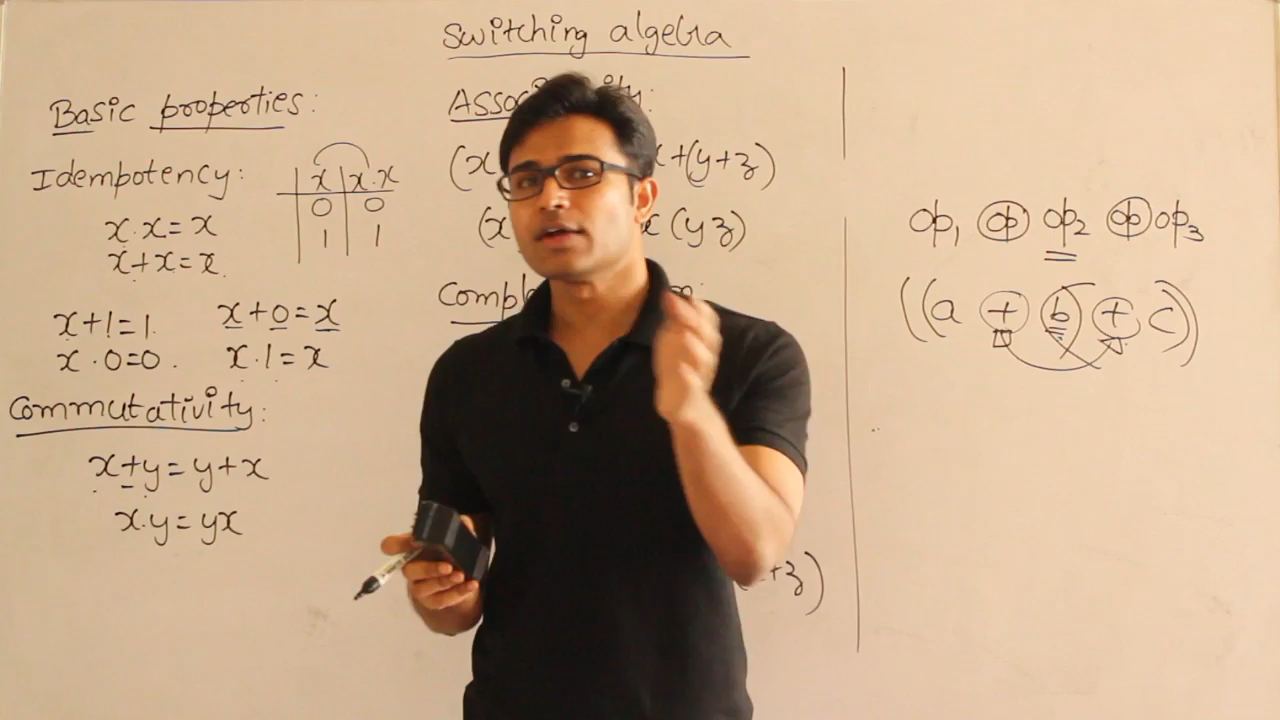 Switching algebra
Basic properties:
Idempotency:
x x.x
0 0
1 1
x.x=x
x+x=x
x+1=1 x+0=x
x.0=0. x.1=x
Commutativity:
x+y=y+x
x.y=yx
(x +(y+z)
(x (yz)
+z)
op₁ op op₂ op op₃
((a + b) + c)